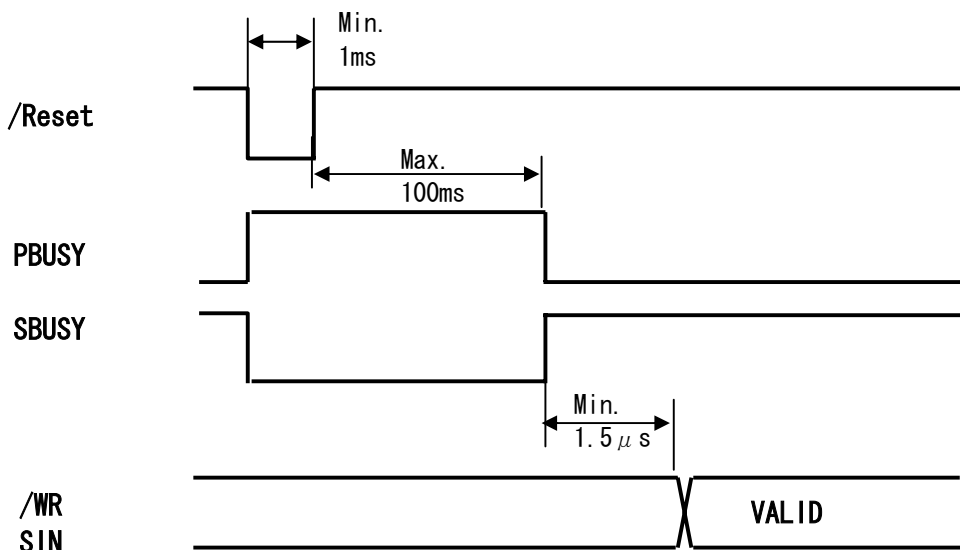 Min.
1ms
/Reset
Max.
100ms
PBUSY
SBUSY
Min.
1.5μs
/WR
SIN
VALID